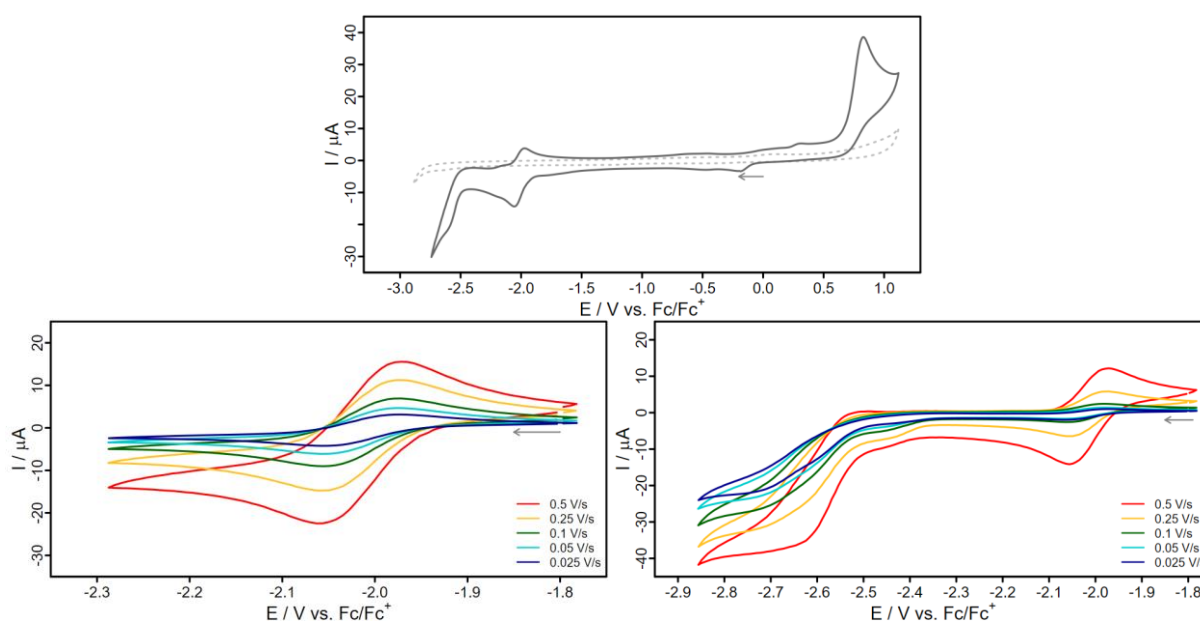 40
30
20
10
0
-10
-30
I / µA
-3.0 -2.5 -2.0 -1.5 -1.0 -0.5 0.0 0.5 1.0
E / V vs. Fc/Fc+
20
10
0
-10
-20
-30
I / µA
0.5 V/s
0.25 V/s
0.1 V/s
0.05 V/s
0.025 V/s
-2.3 -2.2 -2.1 -2.0 -1.9 -1.8
E / V vs. Fc/Fc+
20
10
0
-10
-20
-30
-40
I / µA
0.5 V/s
0.25 V/s
0.1 V/s
0.05 V/s
0.025 V/s
-2.9 -2.8 -2.7 -2.6 -2.5 -2.4 -2.3 -2.2 -2.1 -2.0 -1.9 -1.8
E / V vs. Fc/Fc+